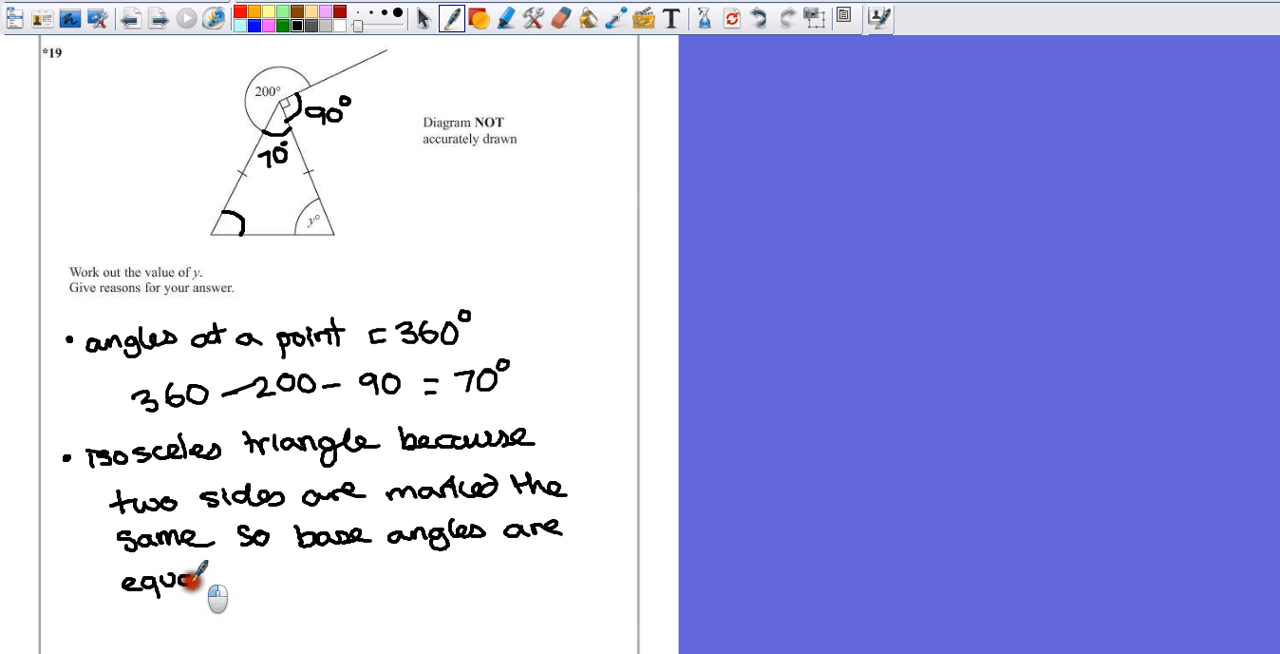 *19
200°
90°
Diagram NOT
accurately drawn
70°
y°
Work out the value of y.
Give reasons for your answer.
• angles at a point = 360°
360 - 200 - 90 = 70°
• isosceles triangle because
two sides are marked the
same so base angles are
equa